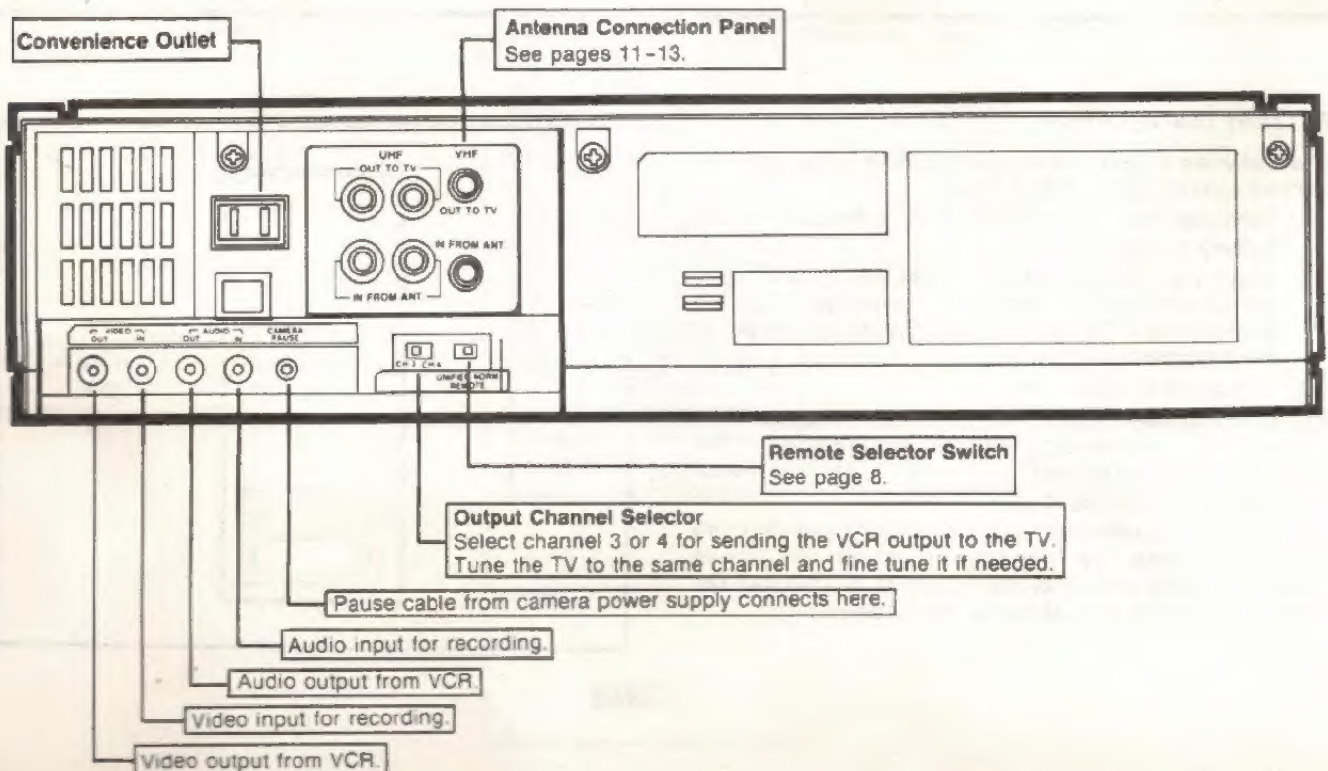 Convenience Outlet
Antenna Connection Panel
See pages 11-13.
UHF
VHF
OUT TO TV
OUT TO TV
IN FROM ANT.
IN FROM ANT
VIDEO
AUDIO
CAMERA
OUT
IN
OUT
IN
PAUSE
CH 3 CH 4
UNIFIED NORM
REMOTE
Remote Selector Switch
See page 8.
Output Channel Selector
Select channel 3 or 4 for sending the VCR output to the TV.
Tune the TV to the same channel and fine tune it if needed.
Pause cable from camera power supply connects here.
Audio input for recording.
Audio output from VCR.
Video input for recording.
Video output from VCR.